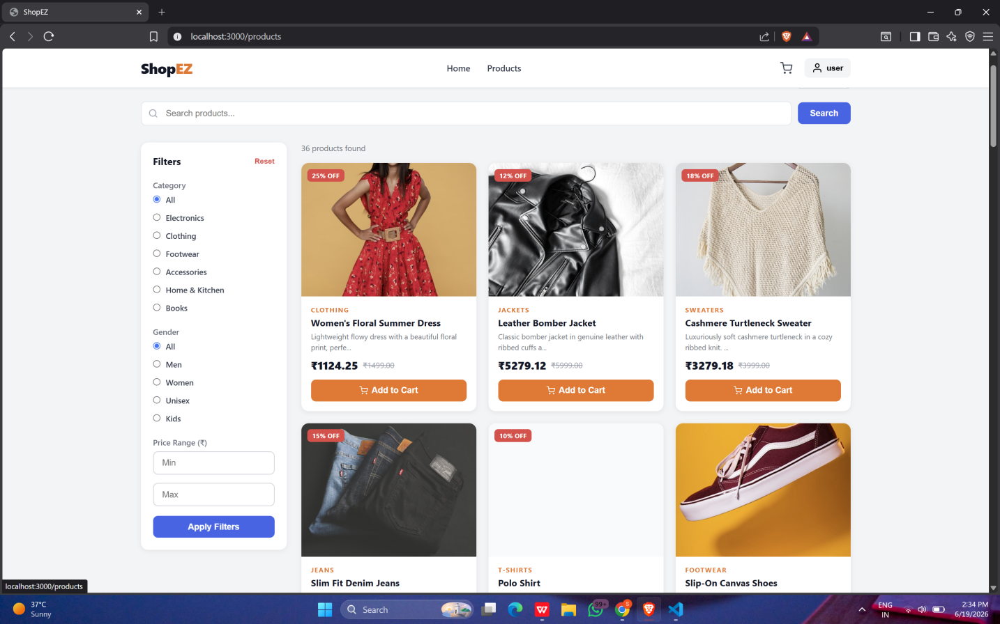 ShopEZ
localhost:3000/products
ShopEZ
Home
Products
user
Search products...
Search
Filters
Reset
Category
All
Electronics
Clothing
Footwear
Accessories
Home & Kitchen
Books
Gender
All
Men
Women
Unisex
Kids
Price Range (₹)
Min
Max
Apply Filters
36 products found
25% OFF
CLOTHING
Women's Floral Summer Dress
Lightweight flowy dress with a beautiful floral
print, perfe...
₹1124.25 ₹1499.00
Add to Cart
12% OFF
JACKETS
Leather Bomber Jacket
Classic bomber jacket in genuine leather with
ribbed cuffs a...
₹5279.12 ₹5999.00
Add to Cart
18% OFF
SWEATERS
Cashmere Turtleneck Sweater
Luxuriously soft cashmere turtleneck in a cozy
ribbed knit. ...
₹3279.18 ₹3999.00
Add to Cart
15% OFF
JEANS
Slim Fit Denim Jeans
10% OFF
T-SHIRTS
Polo Shirt
FOOTWEAR
Slip-On Canvas Shoes
localhost:3000/products
37°C
Sunny
Search
99+
5
ENG
IN
2:34 PM
6/19/2026